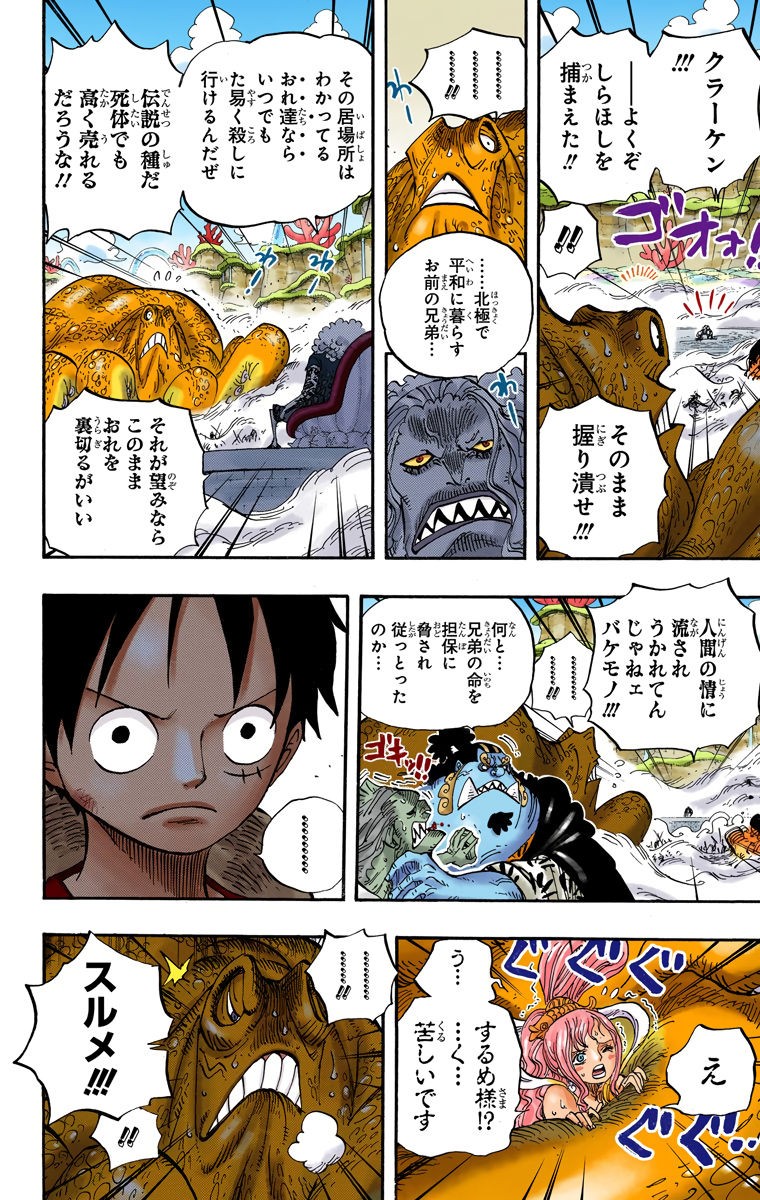 クラーケン
!!!
──よくぞ
しらほしを
捕まえた!!
ゴオオォ!!
!!
そのまま
握り潰せ!!!
………………!!
わ〜
……北極で
平和に暮らす
お前の兄弟…
わ〜
その居場所は
わかってる
おれ達なら
いつでも
た易く殺しに
行けるんだぜ
伝説の種だ
死体でも
高く売れる
だろうな!!
わ〜
わ〜
それが望みなら
このまま
おれを
裏切るがいい
人間の情に
流され
うかれてん
じゃねェ
バケモノ!!!
………………!!
何と…
兄弟の命を
担保に
脅され
従っとった
のか…
ゴキッ!!
………………
ぐぐぐ
え
するめ様!?
う…
……く…
苦しいです
ぐぐ…
………………!!
スルメ!!!
!!